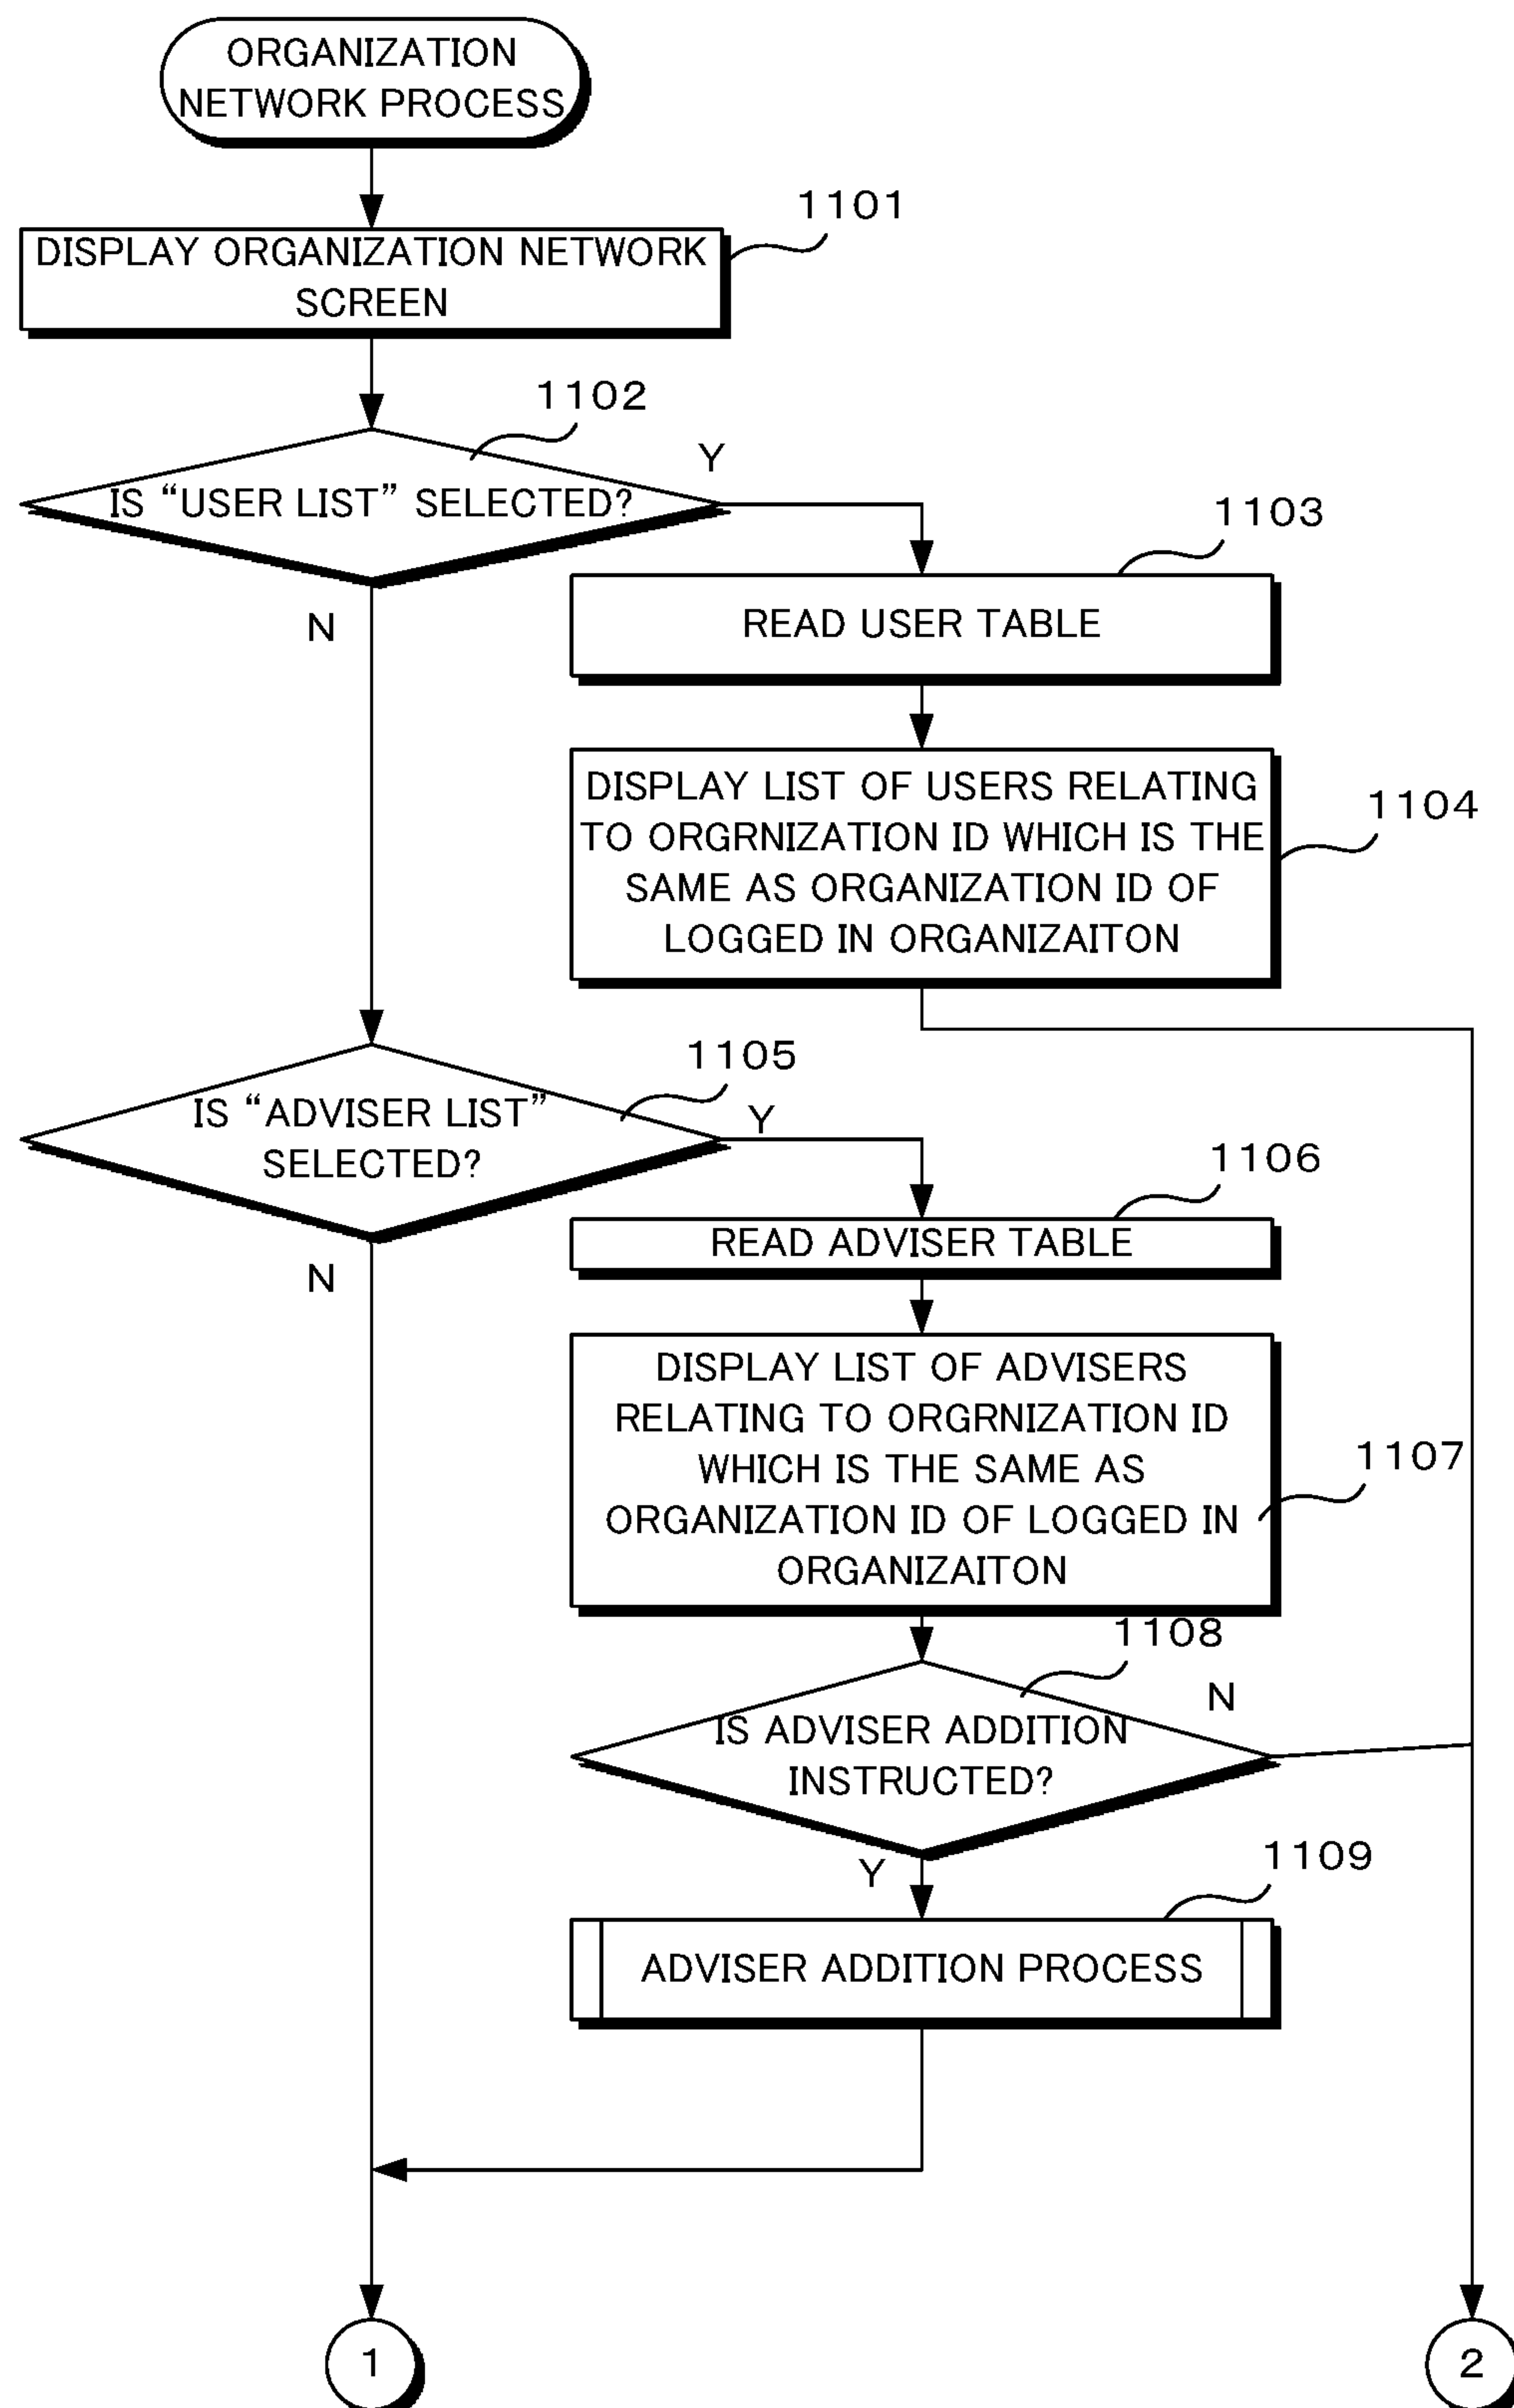 ORGANIZATION
NETWORK PROCESS
1101
DISPLAY ORGANIZATION NETWORK
SCREEN
1102
IS “USER LIST” SELECTED?
Y
N
1103
READ USER TABLE
1104
DISPLAY LIST OF USERS RELATING
TO ORGRNIZATION ID WHICH IS THE
SAME AS ORGANIZATION ID OF
LOGGED IN ORGANIZAITON
1105
IS “ADVISER LIST”
SELECTED?
Y
N
1106
READ ADVISER TABLE
1107
DISPLAY LIST OF ADVISERS
RELATING TO ORGRNIZATION ID
WHICH IS THE SAME AS
ORGANIZATION ID OF LOGGED IN
ORGANIZAITON
1108
IS ADVISER ADDITION
INSTRUCTED?
N
Y
1109
ADVISER ADDITION PROCESS
1
2